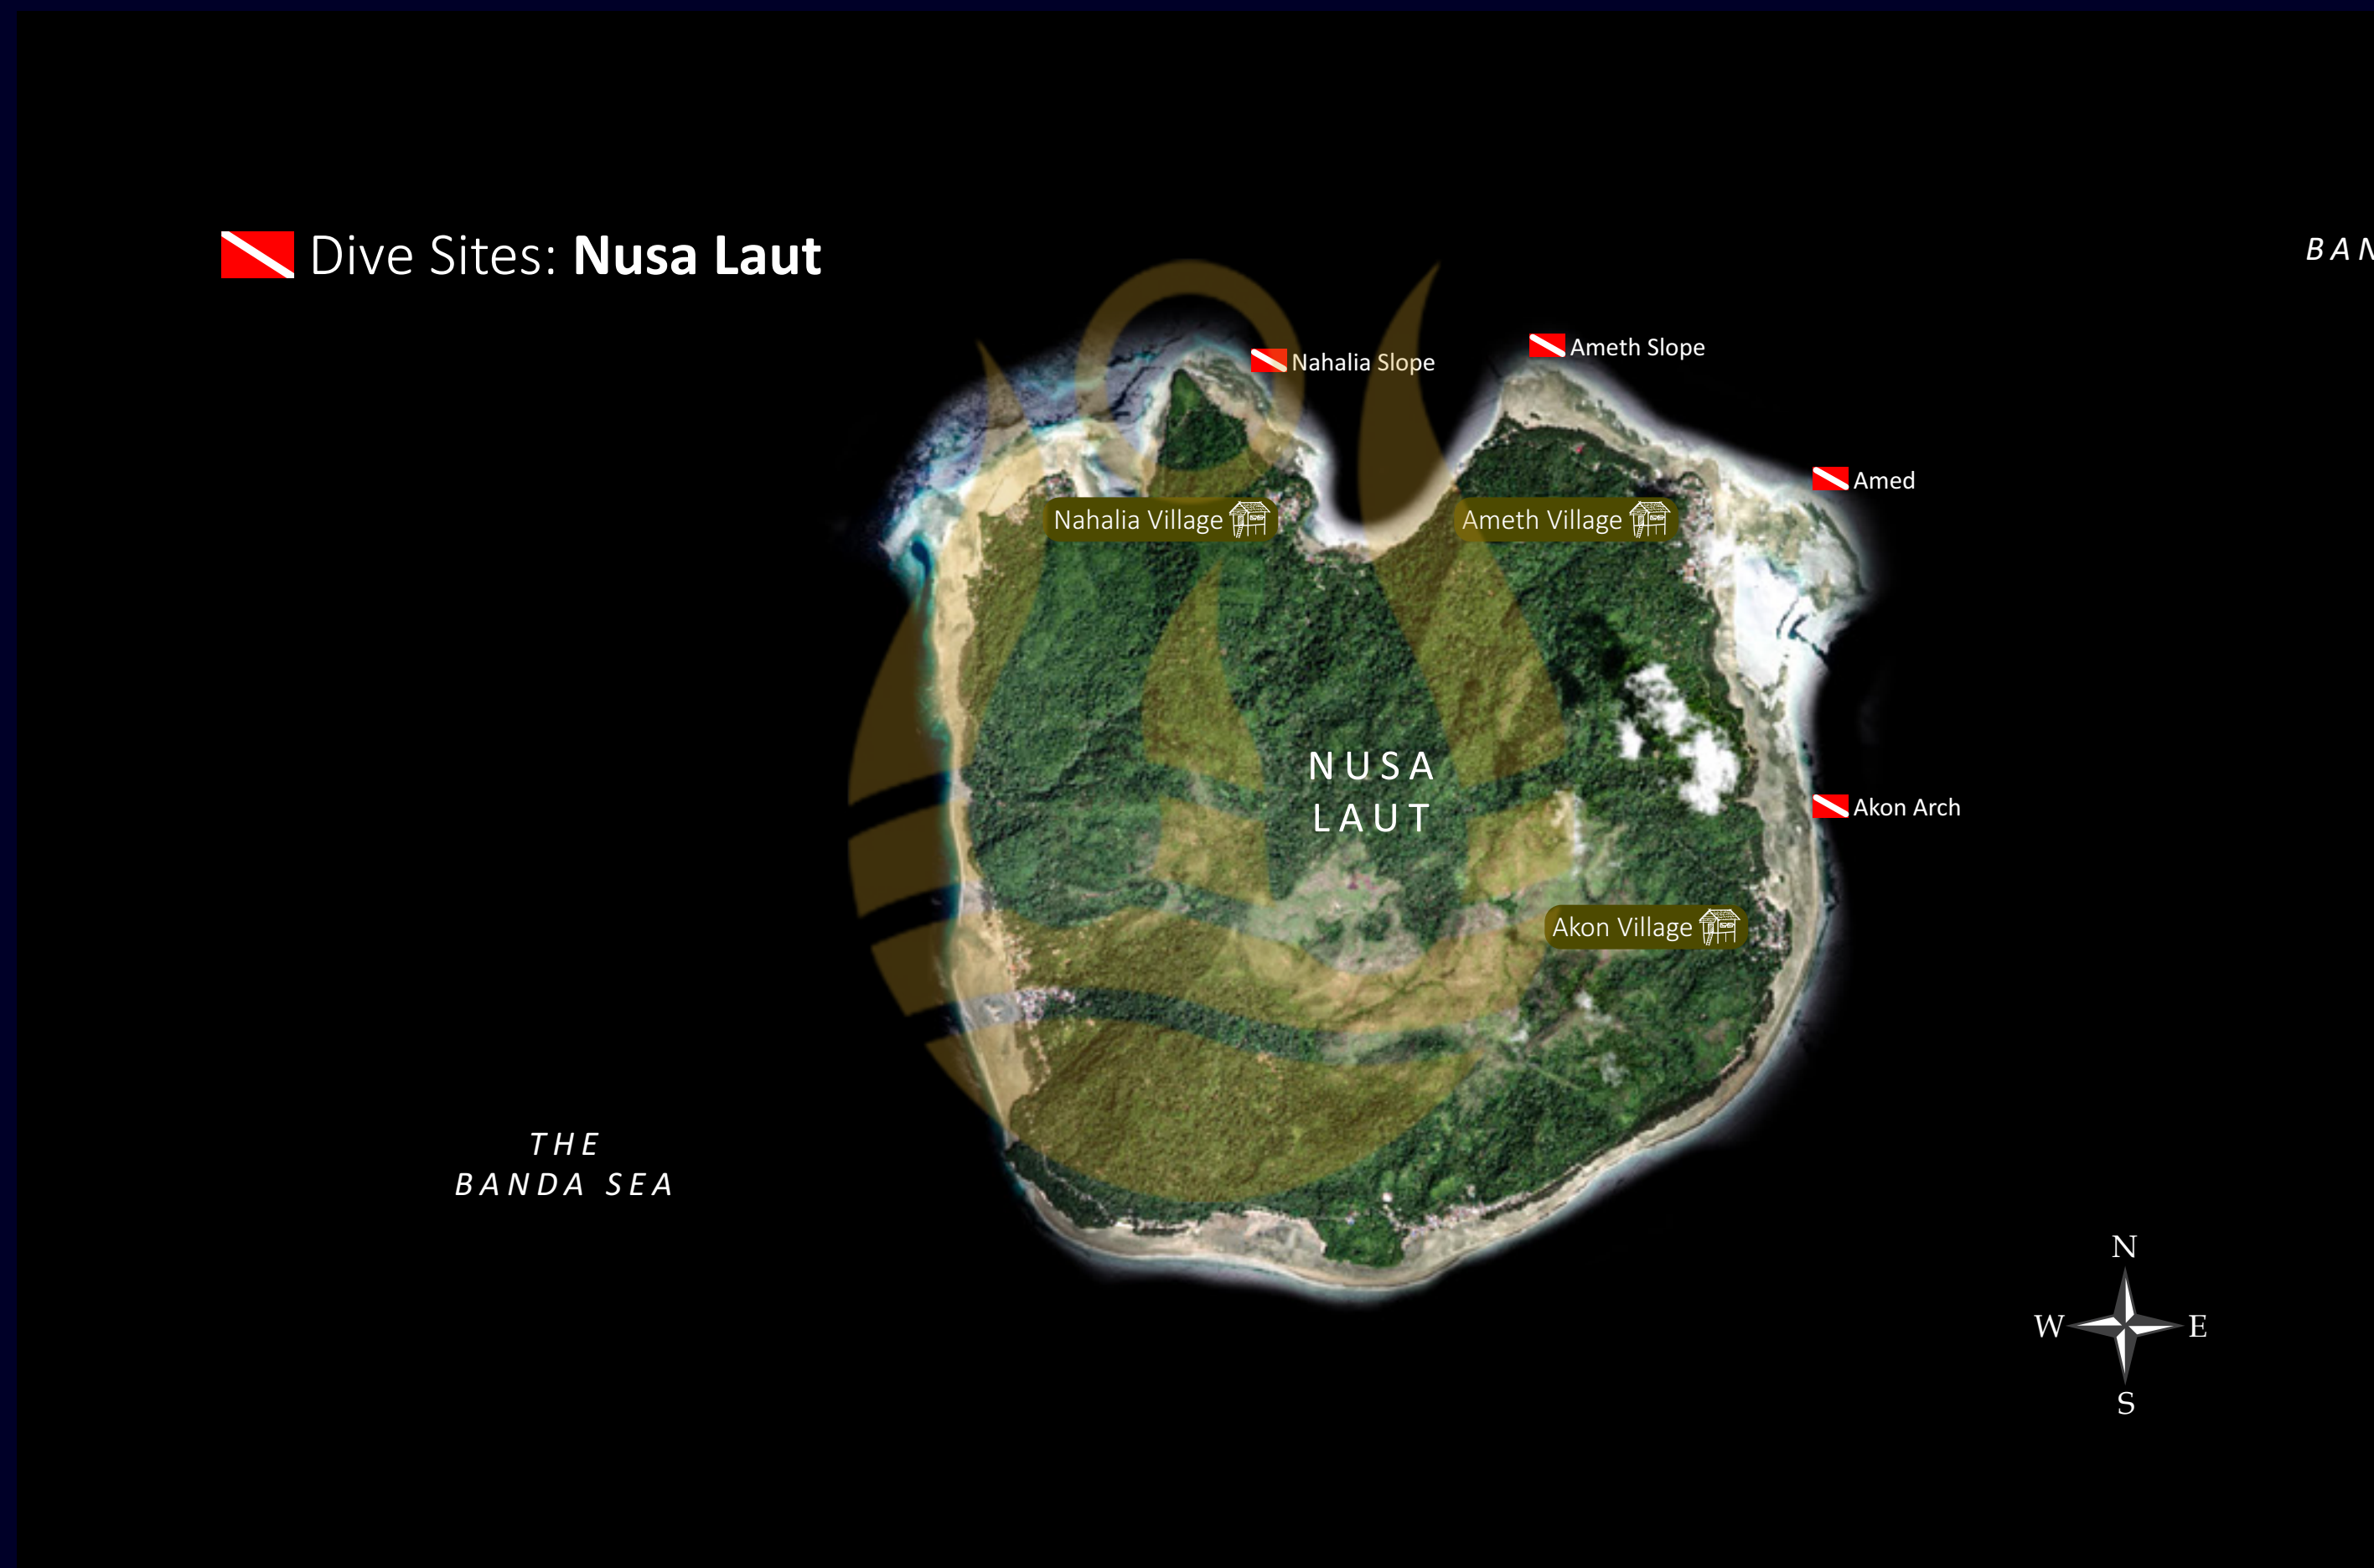 Dive Sites: Nusa Laut
BAN
Ameth Slope
Nahalia Slope
Amed
Nahalia Village
Ameth Village
NUSA
LAUT
Akon Arch
Akon Village
THE
BANDA SEA
N
W
E
S